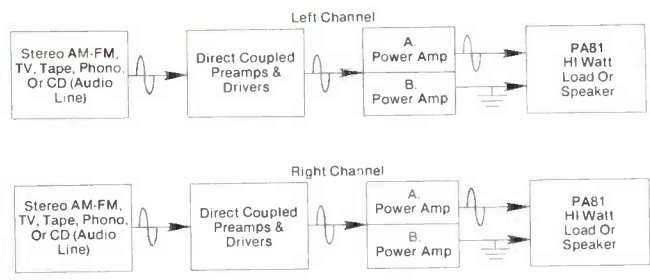 Left Channel
Stereo AM-FM,
TV, Tape, Phono,
Or CD (Audio
Line)
Direct Coupled
Preamps &
Drivers
A.
Power Amp
B.
Power Amp
PA81
HI Watt
Load Or
Speaker
Right Channel
Stereo AM-FM,
TV, Tape, Phono,
Or CD (Audio
Line)
Direct Coupled
Preamps &
Drivers
A.
Power Amp
B.
Power Amp
PA81
HI Watt
Load Or
Speaker